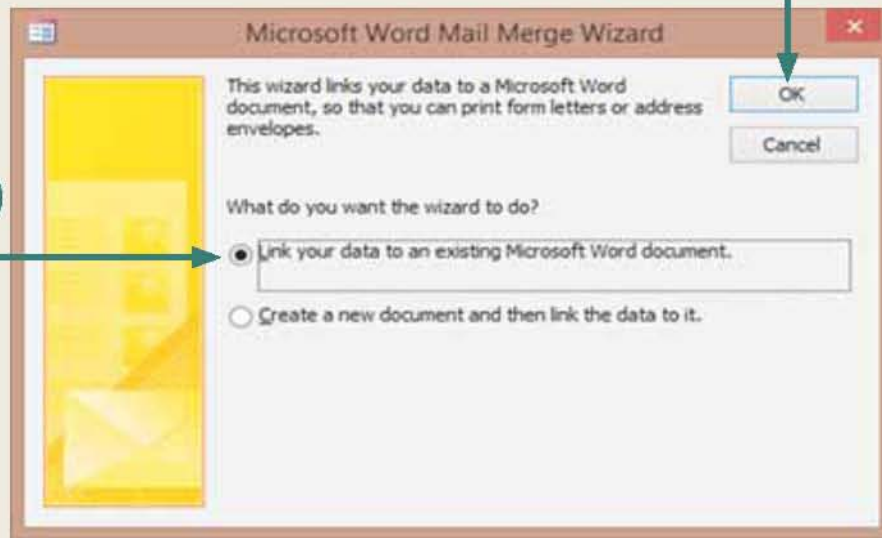 Microsoft Word Mail Merge Wizard
This wizard links your data to a Microsoft Word
document, so that you can print form letters or address
envelopes.
OK
Cancel
What do you want the wizard to do?
Link your data to an existing Microsoft Word document.
Create a new document and then link the data to it.